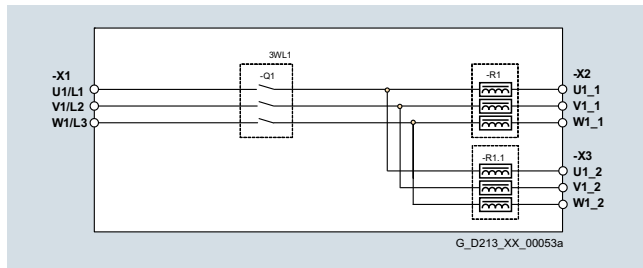 3WL1
-X1
-Q1
-R1
-X2
U1/L1
U1_1
V1/L2
V1_1
W1/L3
W1_1
-R1.1
-X3
U1_2
V1_2
W1_2
G_D213_XX_00053a